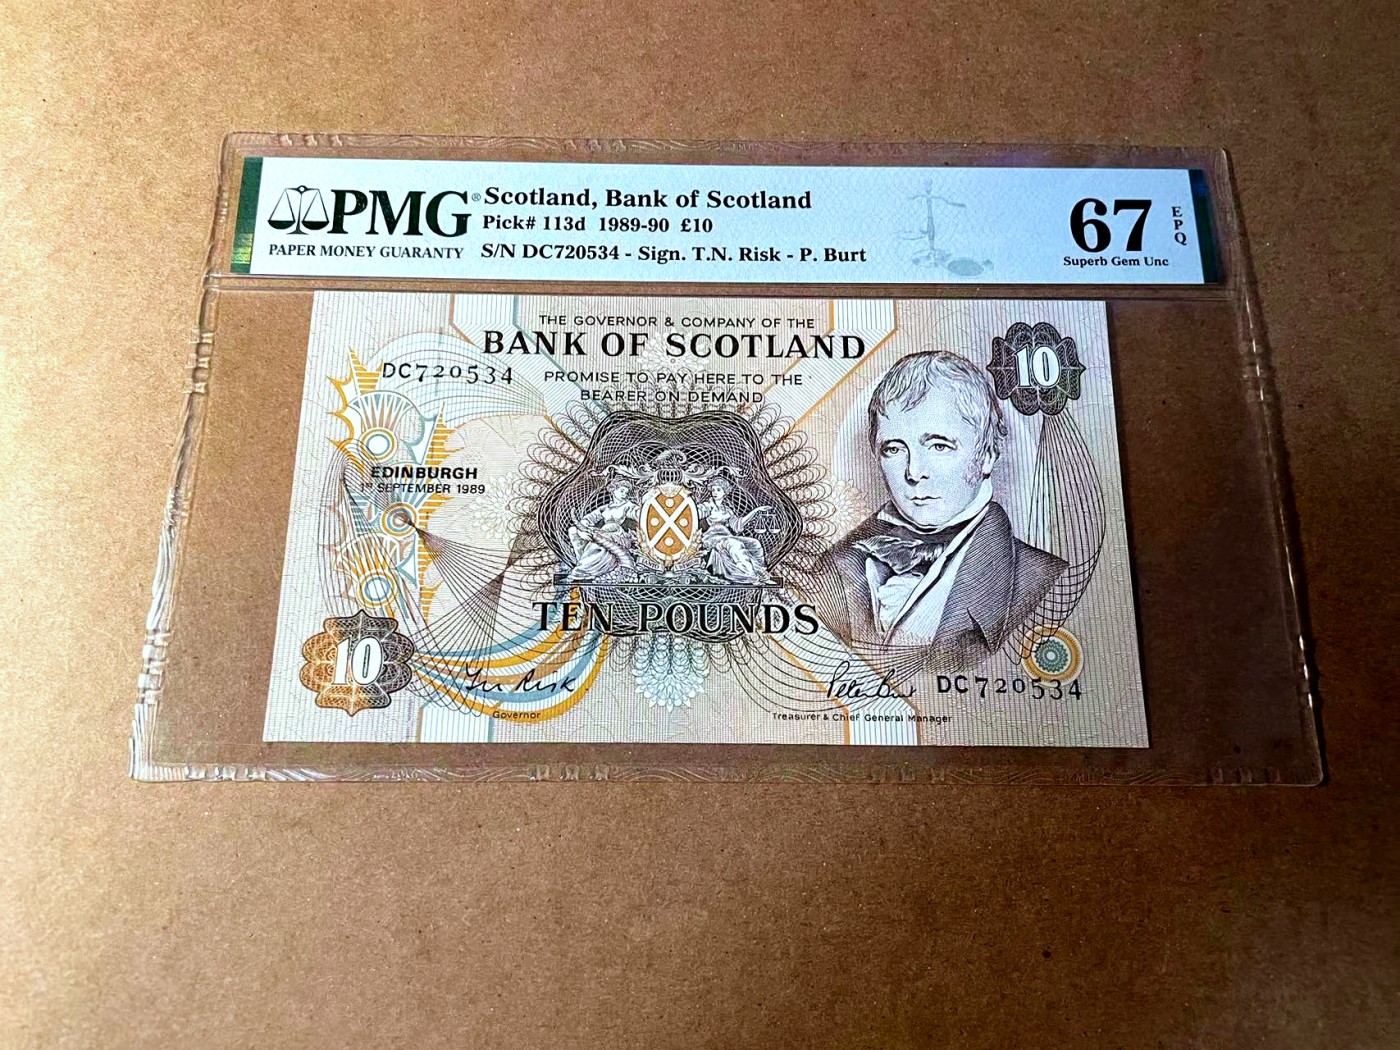 PMG®
PAPER MONEY GUARANTY
Scotland, Bank of Scotland
Pick# 113d 1989-90 £10
S/N DC720534 - Sign. T.N. Risk - P. Burt
67
EPQ
Superb Gem Unc
THE GOVERNOR & COMPANY OF THE
BANK OF SCOTLAND
DC720534
PROMISE TO PAY HERE TO THE
BEARER ON DEMAND
10
EDINBURGH
1ST SEPTEMBER 1989
TEN POUNDS
10
Governor
Peter Burt
DC720534
Treasurer & Chief General Manager